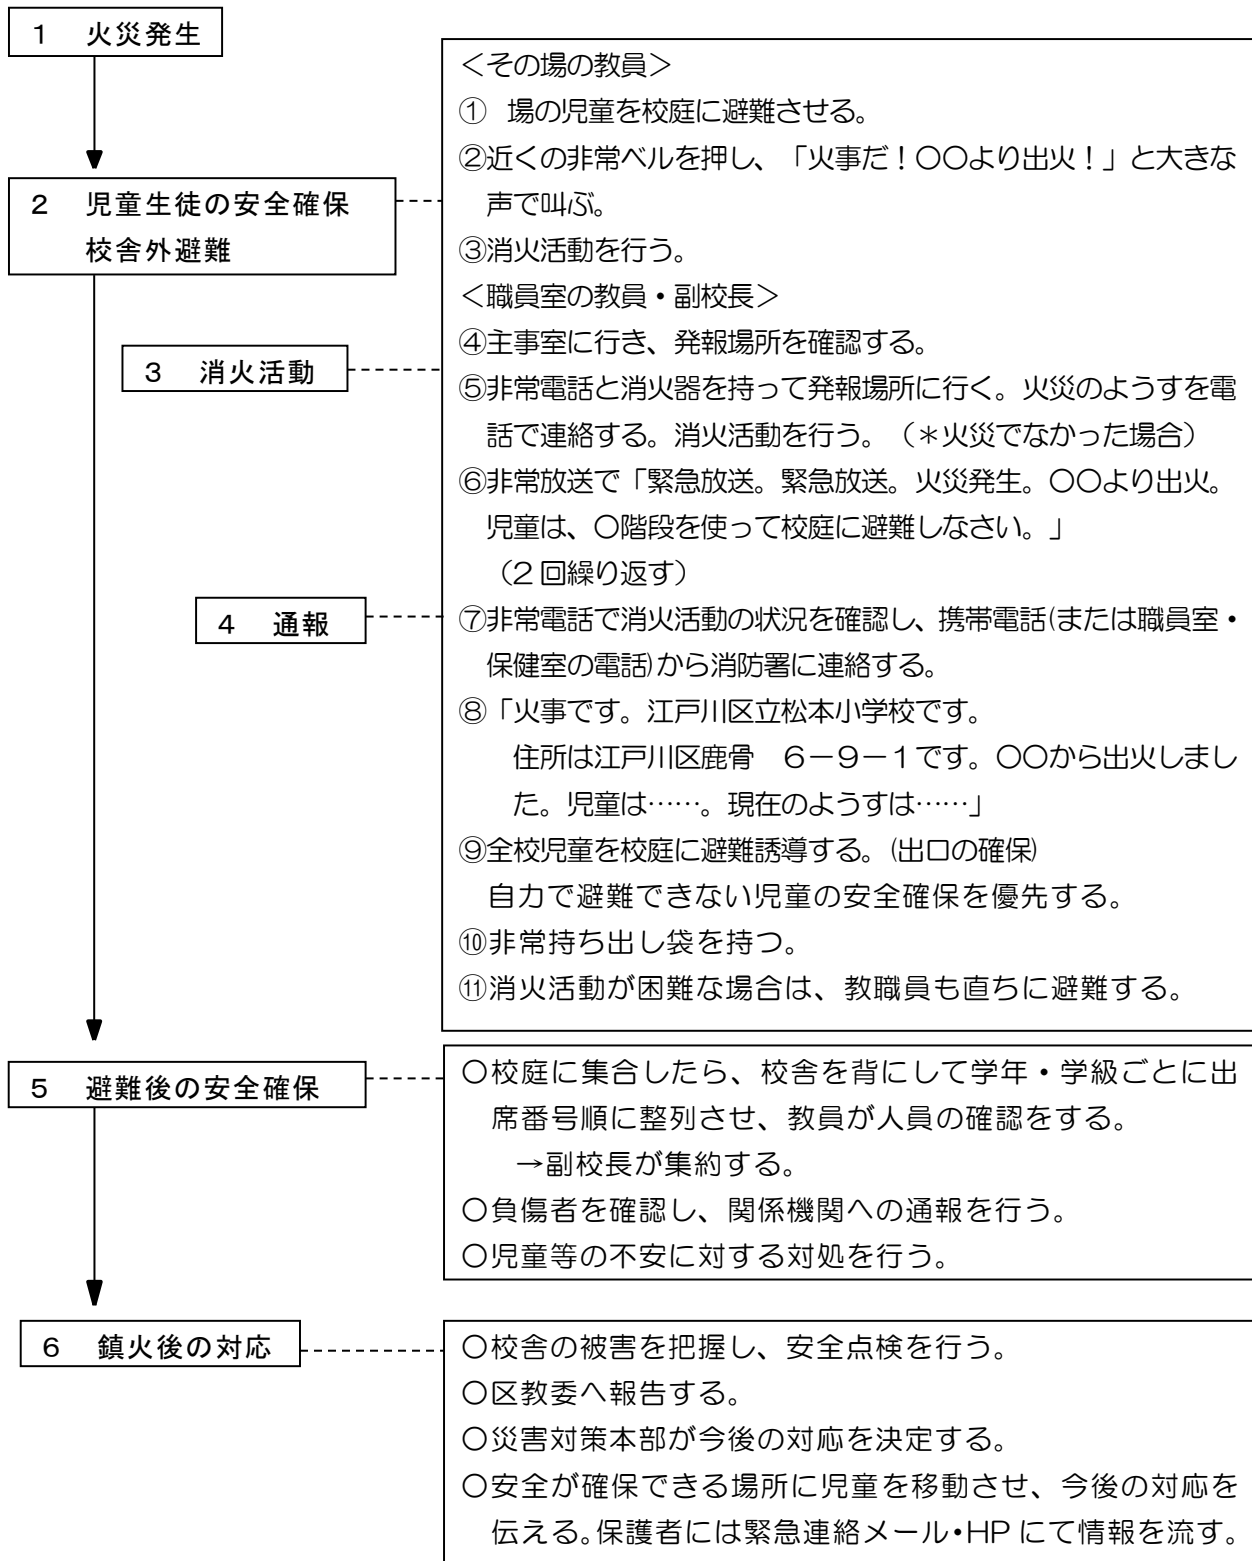 １　火災発生
２　児童生徒の安全確保
校舎外避難
３　消火活動
４　通報
＜その場の教員＞
①　場の児童を校庭に避難させる。
②近くの非常ベルを押し、「火事だ！〇〇より出火！」と大きな
声で叫ぶ。
③消火活動を行う。
＜職員室の教員・副校長＞
④主事室に行き、発報場所を確認する。
⑤非常電話と消火器を持って発報場所に行く。火災のようすを電
話で連絡する。消火活動を行う。（＊火災でなかった場合）
⑥非常放送で「緊急放送。緊急放送。火災発生。〇〇より出火。
児童は、〇階段を使って校庭に避難しなさい。」
（２回繰り返す）
⑦非常電話で消火活動の状況を確認し、携帯電話(または職員室・
保健室の電話)から消防署に連絡する。
⑧「火事です。江戸川区立松本小学校です。
住所は江戸川区鹿骨　６－９－１です。〇〇から出火しまし
た。児童は……。現在のようすは……」
⑨全校児童を校庭に避難誘導する。(出口の確保)
自力で避難できない児童の安全確保を優先する。
⑩非常持ち出し袋を持つ。
⑪消火活動が困難な場合は、教職員も直ちに避難する。
５　避難後の安全確保
〇校庭に集合したら、校舎を背にして学年・学級ごとに出
席番号順に整列させ、教員が人員の確認をする。
→副校長が集約する。
〇負傷者を確認し、関係機関への通報を行う。
〇児童等の不安に対する対処を行う。
６　鎮火後の対応
〇校舎の被害を把握し、安全点検を行う。
〇区教委へ報告する。
〇災害対策本部が今後の対応を決定する。
〇安全が確保できる場所に児童を移動させ、今後の対応を
伝える。保護者には緊急連絡メール・HPにて情報を流す。